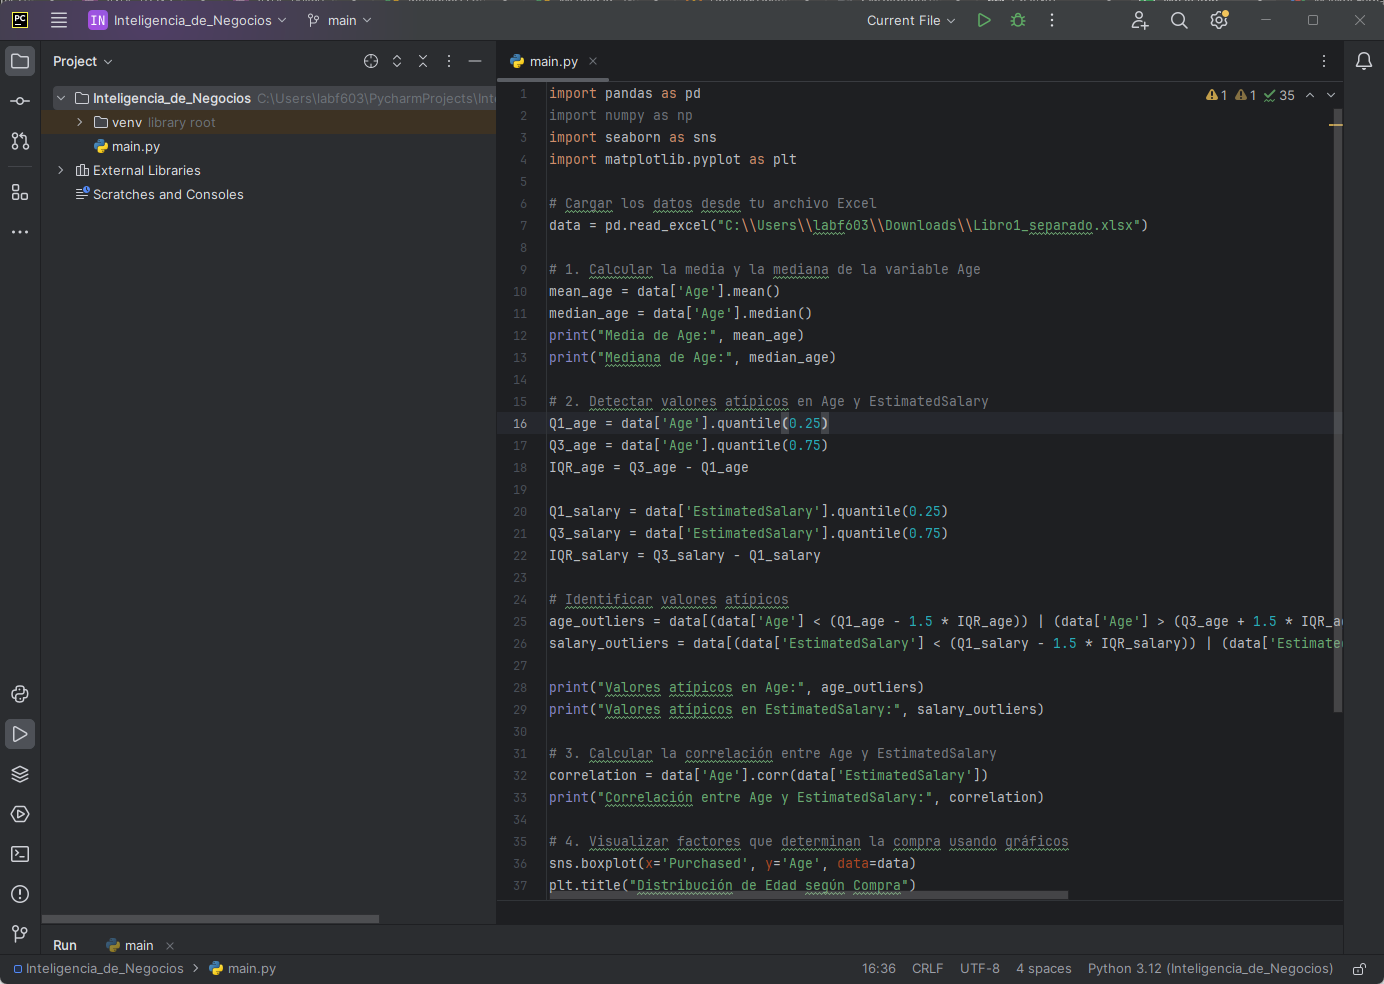 PC IN Inteligencia_de_Negocios main Current File
Project
main.py
Inteligencia_de_Negocios C:\Users\labf603\PycharmProjects\Int
venv library root
main.py
External Libraries
Scratches and Consoles
1 1 35
1 import pandas as pd
2 import numpy as np
3 import seaborn as sns
4 import matplotlib.pyplot as plt
5
6 # Cargar los datos desde tu archivo Excel
7 data = pd.read_excel("C:\\Users\\labf603\\Downloads\\Libro1_separado.xlsx")
8
9 # 1. Calcular la media y la mediana de la variable Age
10 mean_age = data['Age'].mean()
11 median_age = data['Age'].median()
12 print("Media de Age:", mean_age)
13 print("Mediana de Age:", median_age)
14
15 # 2. Detectar valores atípicos en Age y EstimatedSalary
16 Q1_age = data['Age'].quantile(0.25)
17 Q3_age = data['Age'].quantile(0.75)
18 IQR_age = Q3_age - Q1_age
19
20 Q1_salary = data['EstimatedSalary'].quantile(0.25)
21 Q3_salary = data['EstimatedSalary'].quantile(0.75)
22 IQR_salary = Q3_salary - Q1_salary
23
24 # Identificar valores atípicos
25 age_outliers = data[(data['Age'] < (Q1_age - 1.5 * IQR_age)) | (data['Age'] > (Q3_age + 1.5 * IQR_a
26 salary_outliers = data[(data['EstimatedSalary'] < (Q1_salary - 1.5 * IQR_salary)) | (data['Estimate
27
28 print("Valores atípicos en Age:", age_outliers)
29 print("Valores atípicos en EstimatedSalary:", salary_outliers)
30
31 # 3. Calcular la correlación entre Age y EstimatedSalary
32 correlation = data['Age'].corr(data['EstimatedSalary'])
33 print("Correlación entre Age y EstimatedSalary:", correlation)
34
35 # 4. Visualizar factores que determinan la compra usando gráficos
36 sns.boxplot(x='Purchased', y='Age', data=data)
37 plt.title("Distribución de Edad según Compra")
Run main
Inteligencia_de_Negocios > main.py 16:36 CRLF UTF-8 4 spaces Python 3.12 (Inteligencia_de_Negocios)